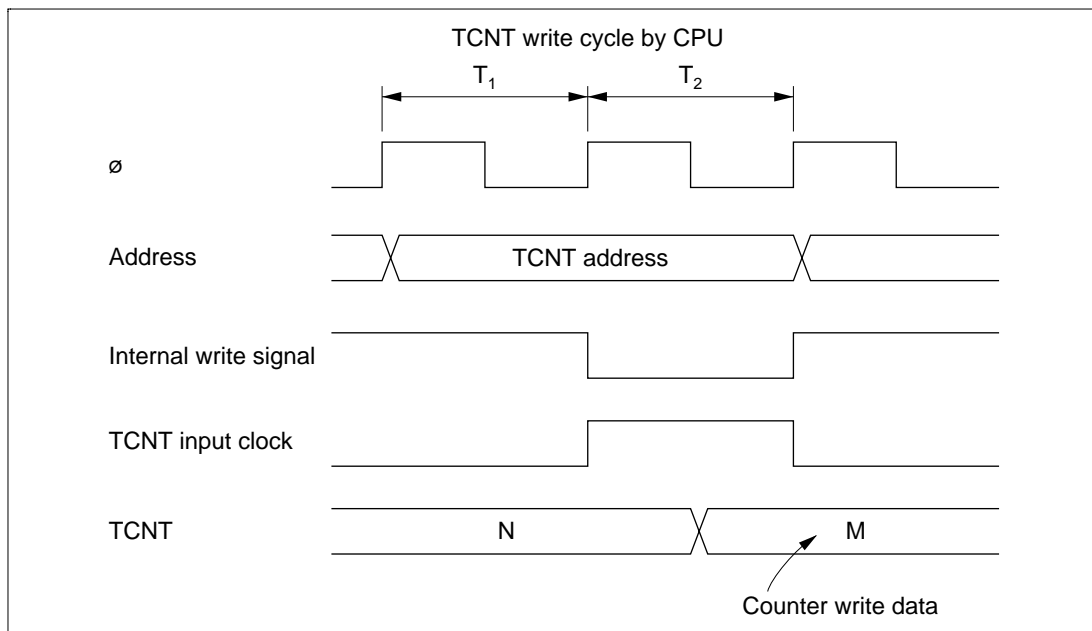 TCNT write cycle by CPU
T1 T2
ø
Address TCNT address
Internal write signal
TCNT input clock
TCNT N M
Counter write data